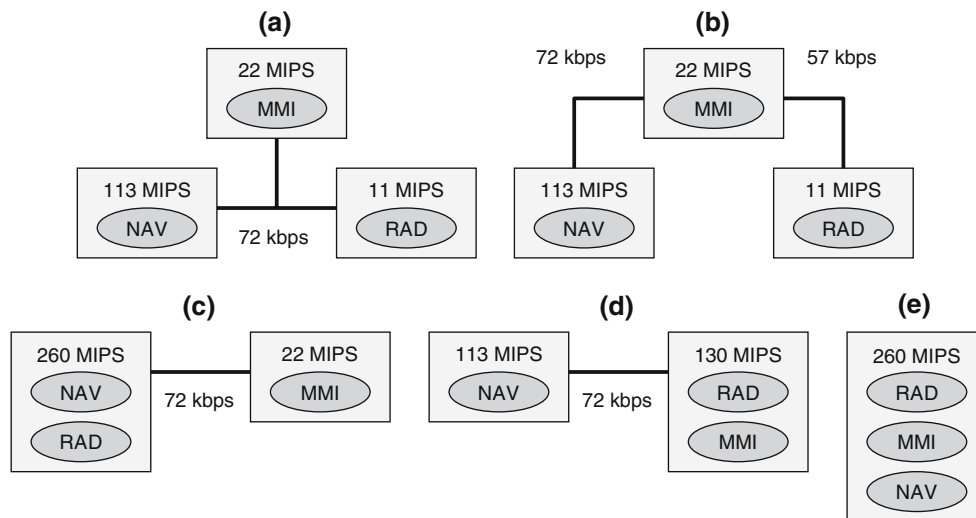 (a)
22 MIPS
MMI
113 MIPS
NAV
11 MIPS
RAD
72 kbps
(b)
72 kbps
22 MIPS
MMI
57 kbps
113 MIPS
NAV
11 MIPS
RAD
(c)
260 MIPS
NAV
RAD
72 kbps
22 MIPS
MMI
(d)
113 MIPS
NAV
72 kbps
130 MIPS
RAD
MMI
(e)
260 MIPS
RAD
MMI
NAV